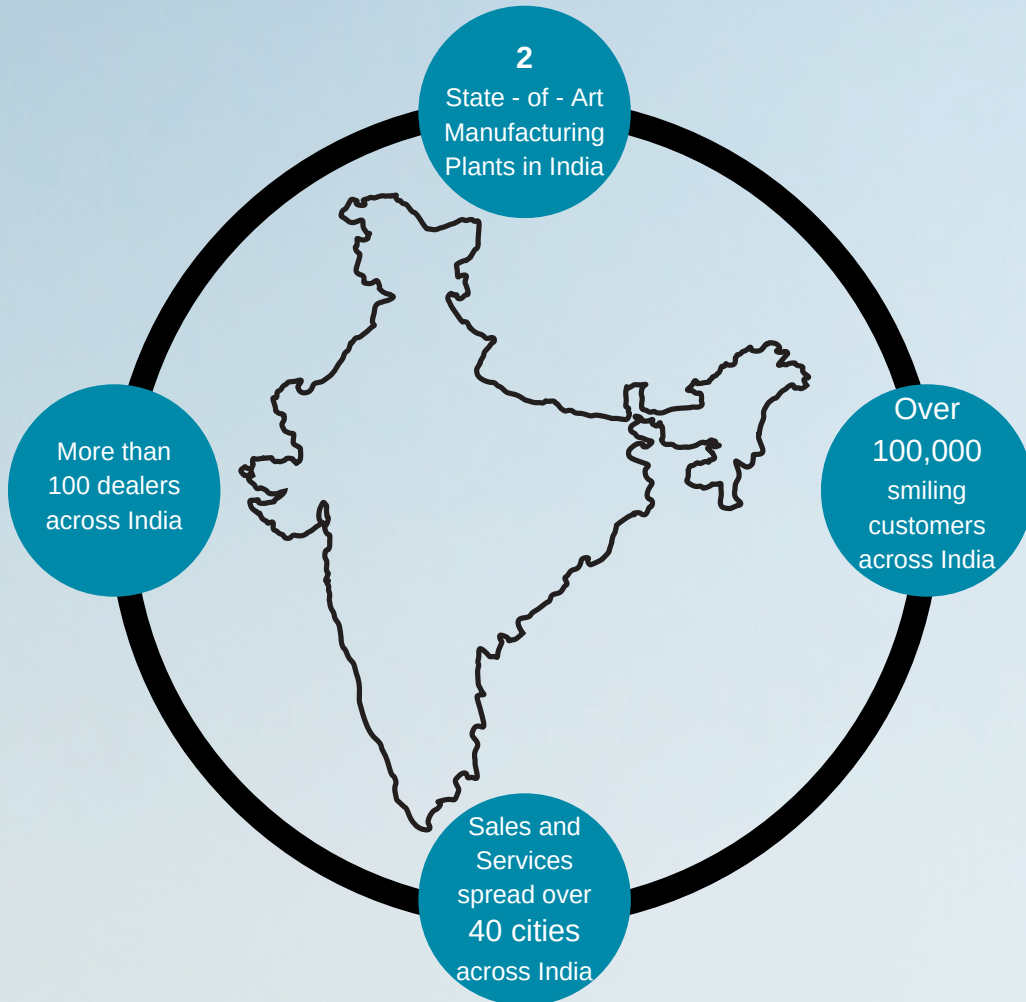 2
State - of - Art
Manufacturing
Plants in India
More than
100 dealers
across India
Over
100,000
smiling
customers
across India
Sales and
Services
spread over
40 cities
across India